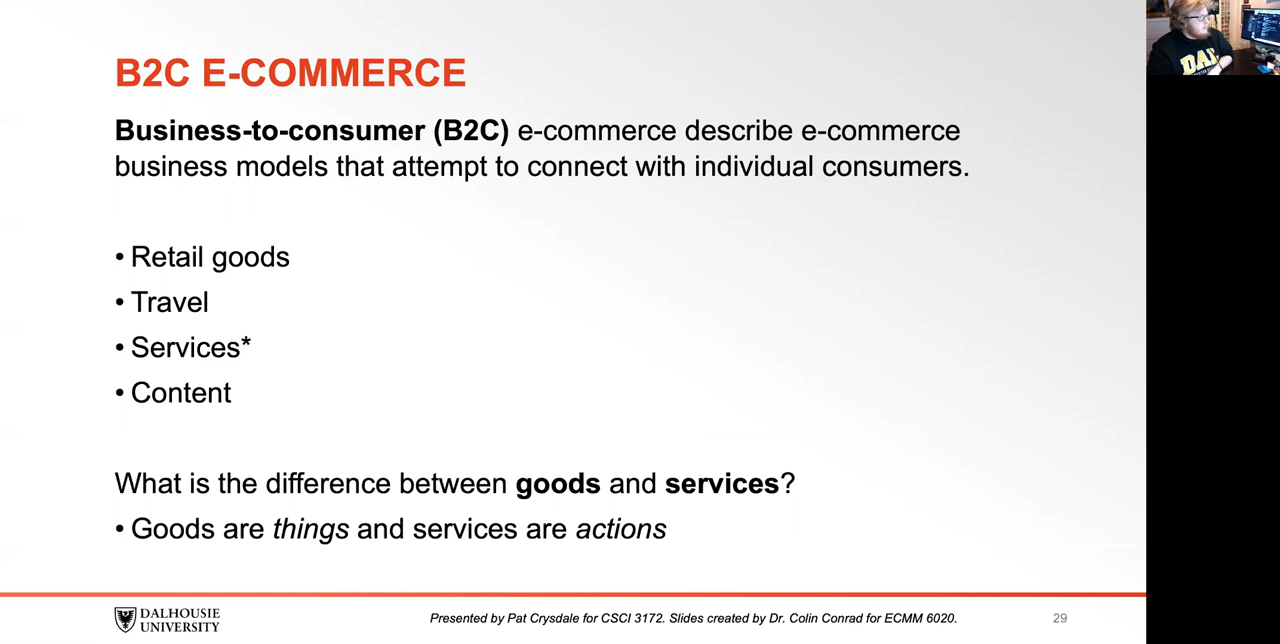 B2C E-COMMERCE
Business-to-consumer (B2C) e-commerce describe e-commerce
business models that attempt to connect with individual consumers.
• Retail goods
• Travel
• Services*
• Content
What is the difference between goods and services?
• Goods are things and services are actions
DALHOUSIE
UNIVERSITY
Presented by Pat Crysdale for CSCI 3172. Slides created by Dr. Colin Conrad for ECMM 6020.
29
DAL